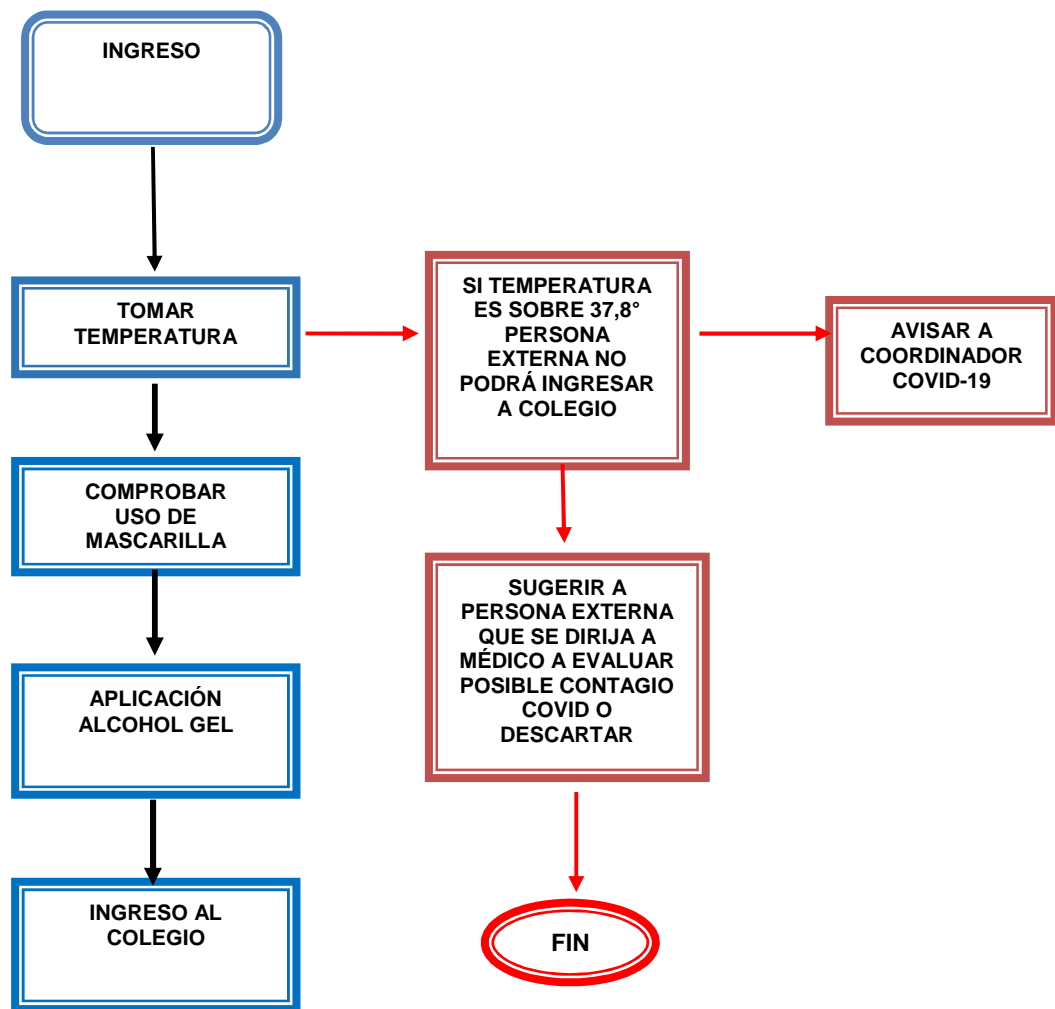 INGRESO
TOMAR
TEMPERATURA
SI TEMPERATURA
ES SOBRE 37,8°
PERSONA
EXTERNA NO
PODRÁ INGRESAR
A COLEGIO
AVISAR A
COORDINADOR
COVID-19
COMPROBAR
USO DE
MASCARILLA
SUGERIR A
PERSONA EXTERNA
QUE SE DIRIJA A
MÉDICO A EVALUAR
POSIBLE CONTAGIO
COVID O
DESCARTAR
APLICACIÓN
ALCOHOL GEL
INGRESO AL
COLEGIO
FIN